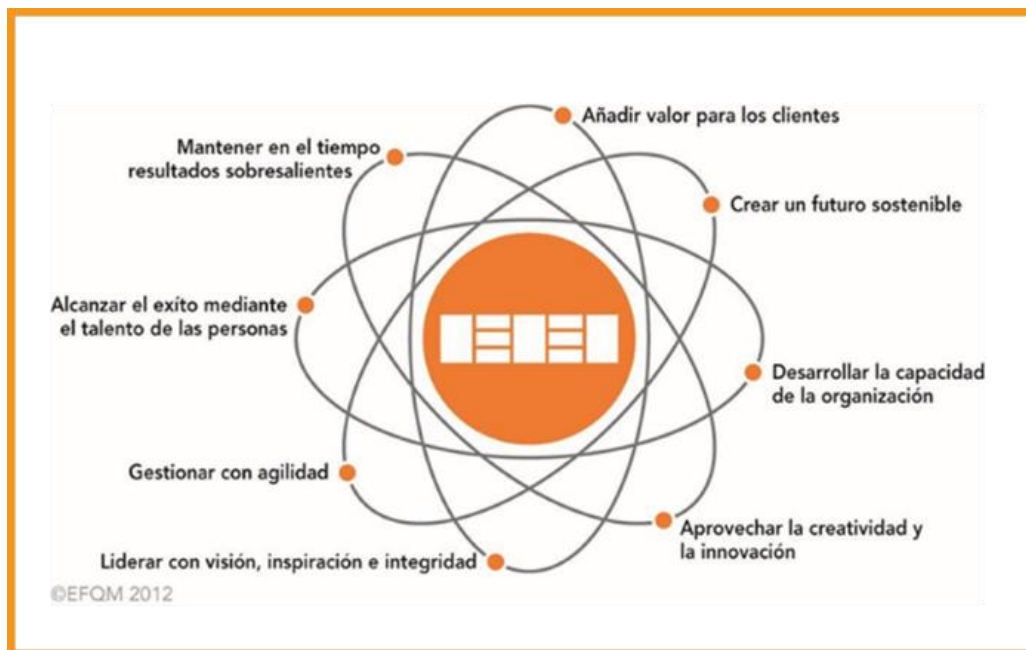 Añadir valor para los clientes
Mantener en el tiempo
resultados sobresalientes
Crear un futuro sostenible
Alcanzar el exíto mediante
el talento de las personas
Desarrollar la capacidad
de la organización
Gestionar con agilidad
Aprovechar la creatividad y
la innovación
Liderar con visión, inspiración e integridad
©EFQM 2012